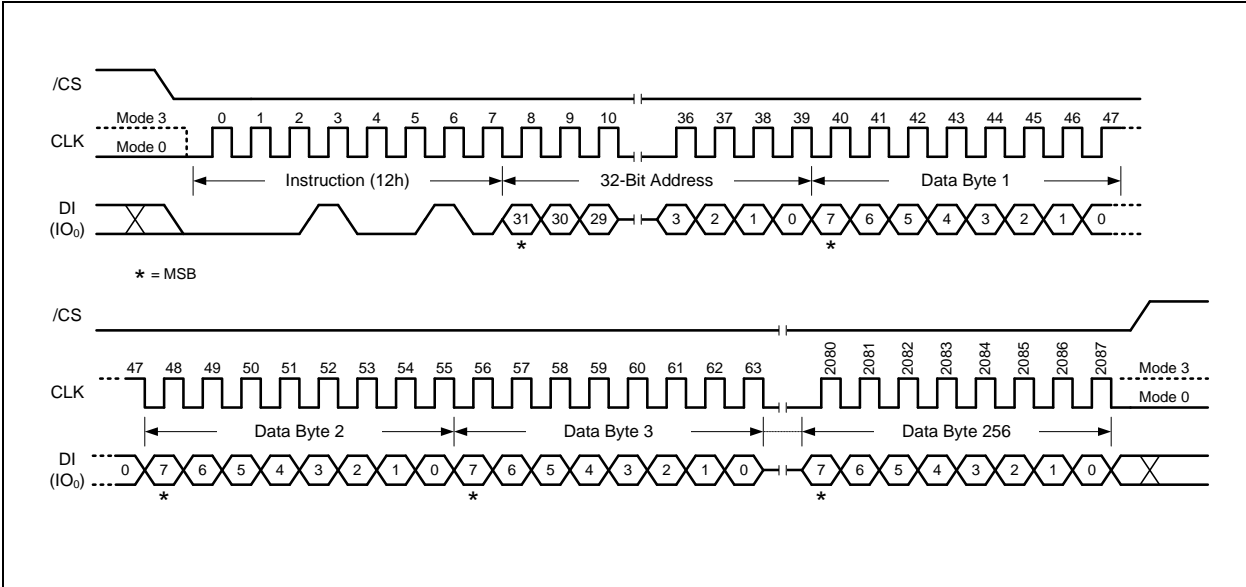 /CS
Mode 3 0 1 2 3 4 5 6 7 8 9 10 36 37 38 39 40 41 42 43 44 45 46 47
CLK
Mode 0
Instruction (12h) 32-Bit Address Data Byte 1
DI
(IO₀) 31 30 29 3 2 1 0 7 6 5 4 3 2 1 0
* *
* = MSB
/CS
47 48 49 50 51 52 53 54 55 56 57 58 59 60 61 62 63 2080 2081 2082 2083 2084 2085 2086 2087 Mode 3
CLK
Mode 0
Data Byte 2 Data Byte 3 Data Byte 256
DI
(IO₀) 0 7 6 5 4 3 2 1 0 7 6 5 4 3 2 1 0 7 6 5 4 3 2 1 0
* * *